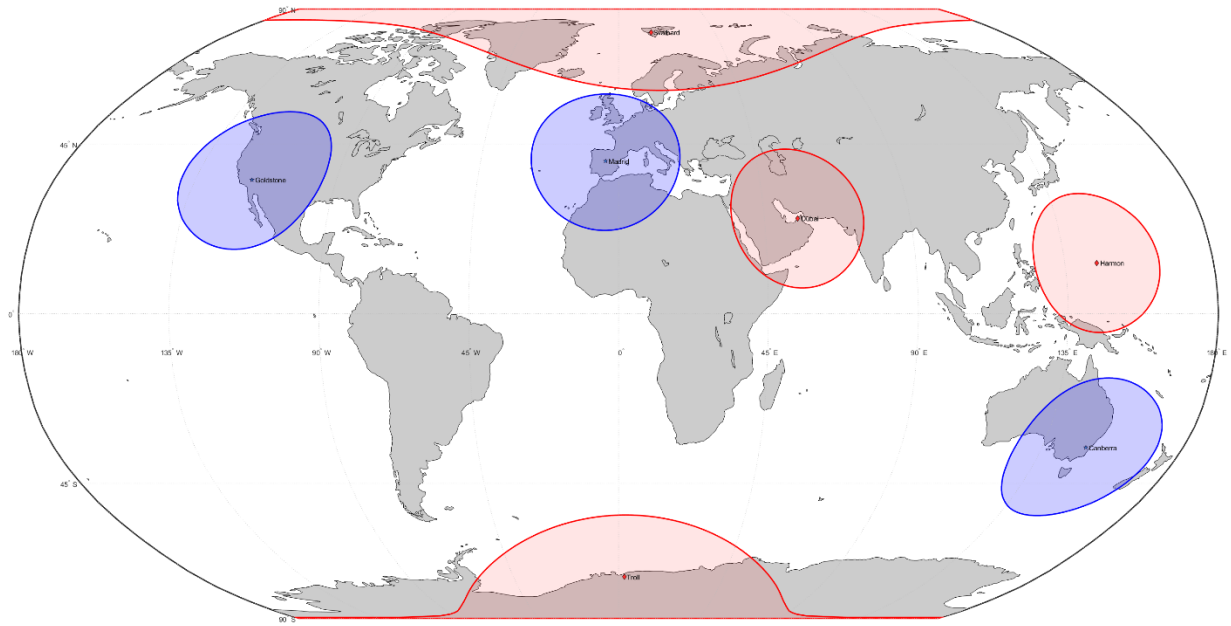 90° N
Svalbard
45° N
Madrid
Goldstone
Dubai
Harmon
0°
180° W
135° W
90° W
45° W
0°
45° E
90° E
135° E
180° E
Canberra
45° S
Troll
90° S